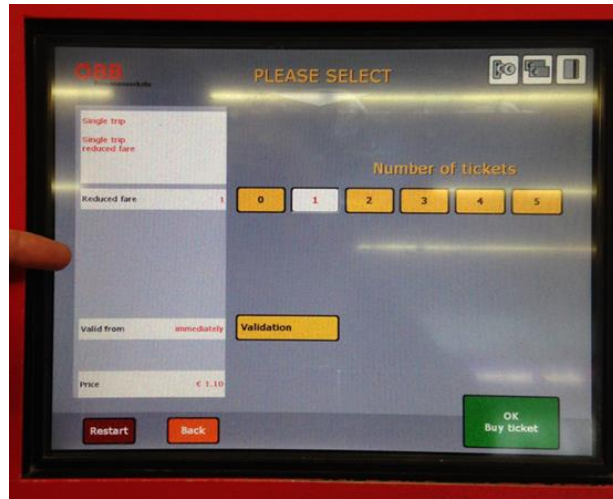 ÖBB
PLEASE SELECT
Single trip
Single trip
reduced fare
Number of tickets
Reduced fare 1
0 1 2 3 4 5
Valid from immediately
Validation
Price € 1.10
OK
Buy ticket
Restart
Back